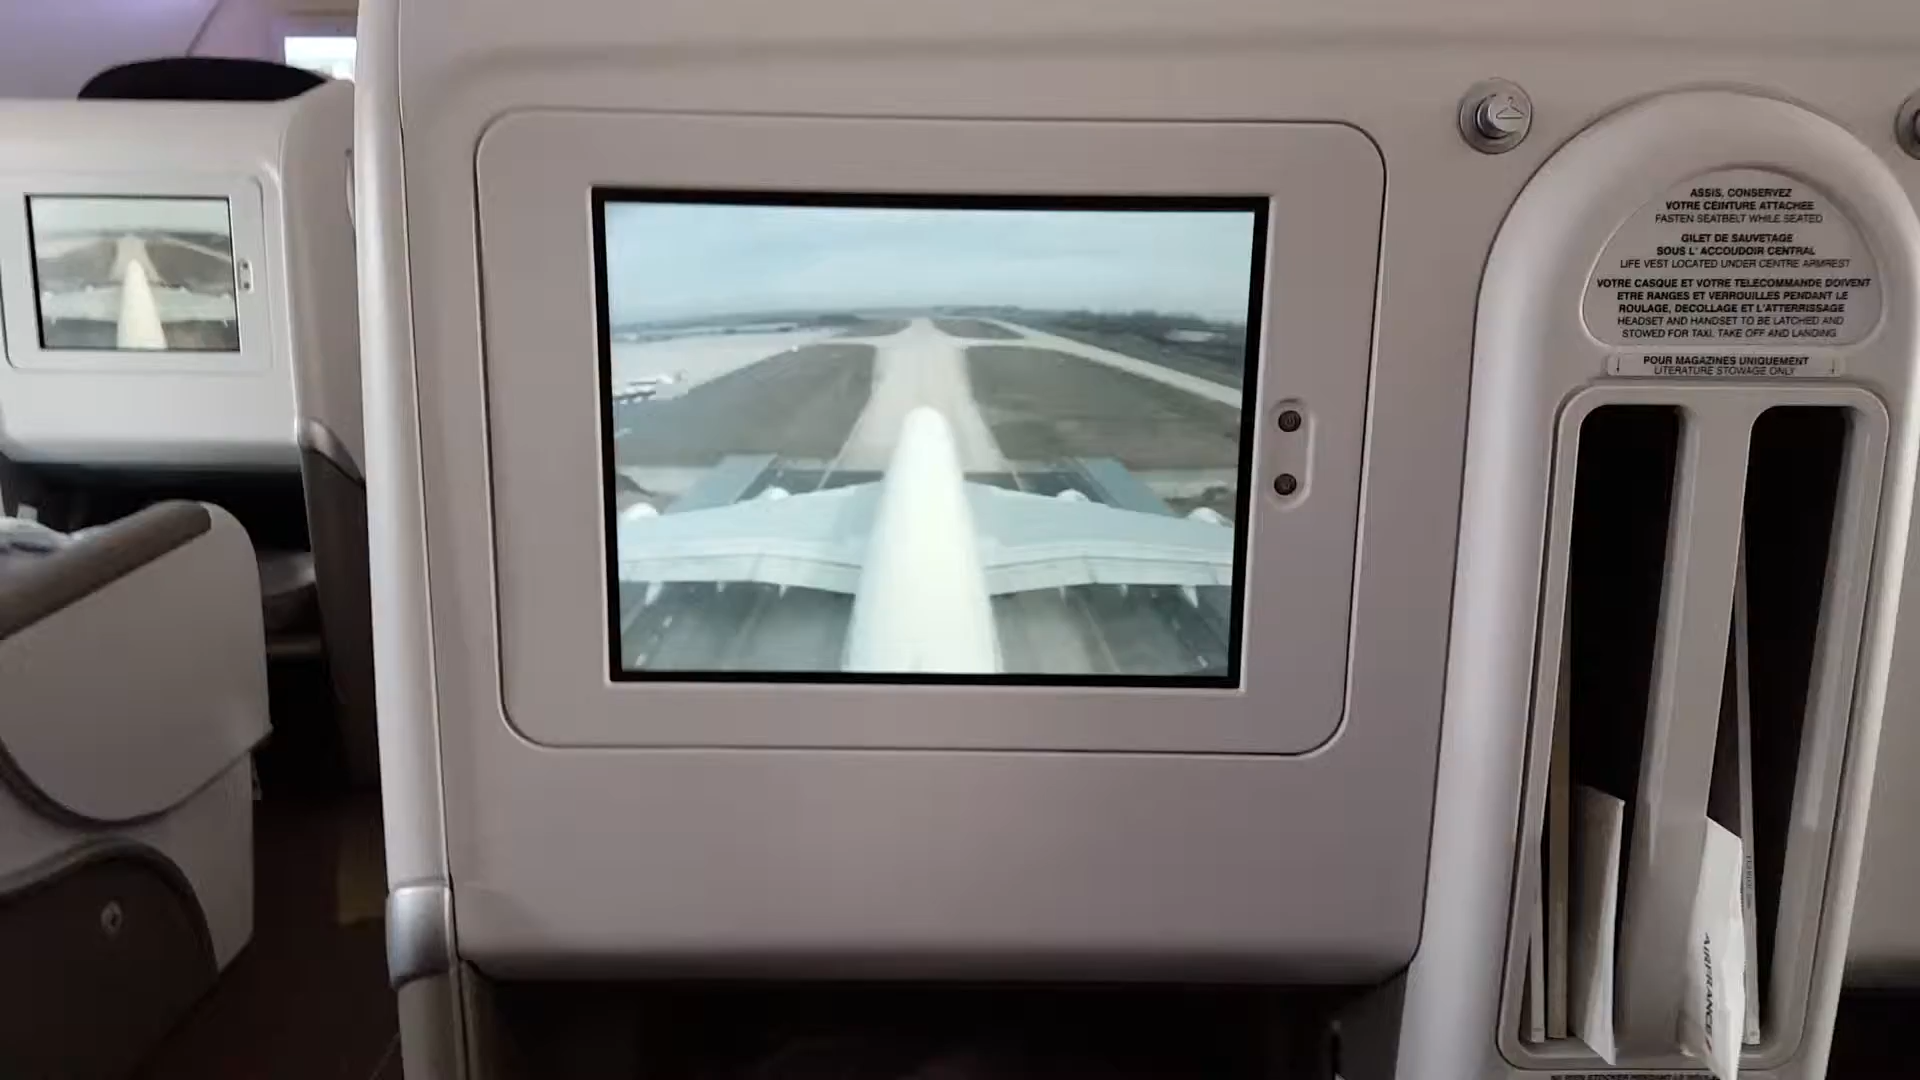 ASSIS, CONSERVEZ
VOTRE CEINTURE ATTACHEE
FASTEN SEATBELT WHILE SEATED
GILET DE SAUVETAGE
SOUS L'ACCOUDOIR CENTRAL
LIFE VEST LOCATED UNDER CENTRE ARMREST
VOTRE CASQUE ET VOTRE TELECOMMANDE DOIVENT
ETRE RANGES ET VERROUILLES PENDANT LE
ROULAGE, DECOLLAGE ET L'ATTERRISSAGE
HEADSET AND HANDSET TO BE LATCHED AND
STOWED FOR TAXI, TAKE OFF AND LANDING
POUR MAGAZINES UNIQUEMENT
LITERATURE STOWAGE ONLY
AIRFRANCE